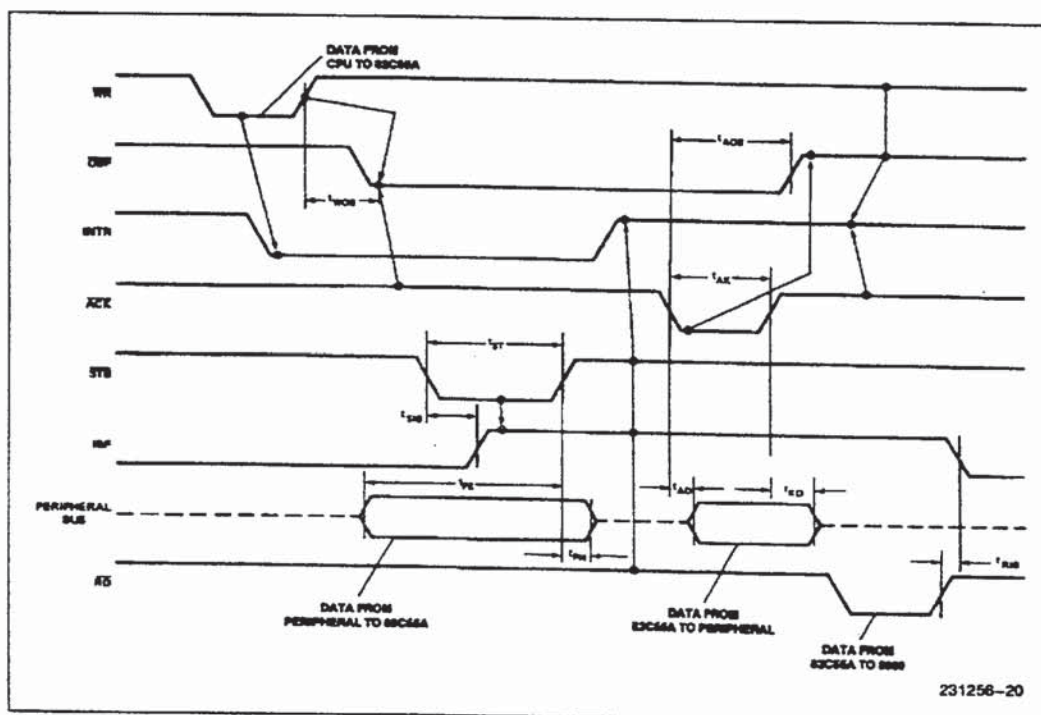 DATA FROM
CPU TO 82C55A
WR
tAOB
OBF
tWOB
INTR
tAK
ACK
tST
STB
tSIB
IBF
tPS
tAD
tKD
PERIPHERAL
BUS
tPH
tRIB
RD
DATA FROM
PERIPHERAL TO 82C55A
DATA FROM
82C55A TO PERIPHERAL
DATA FROM
82C55A TO 8080
231256–20